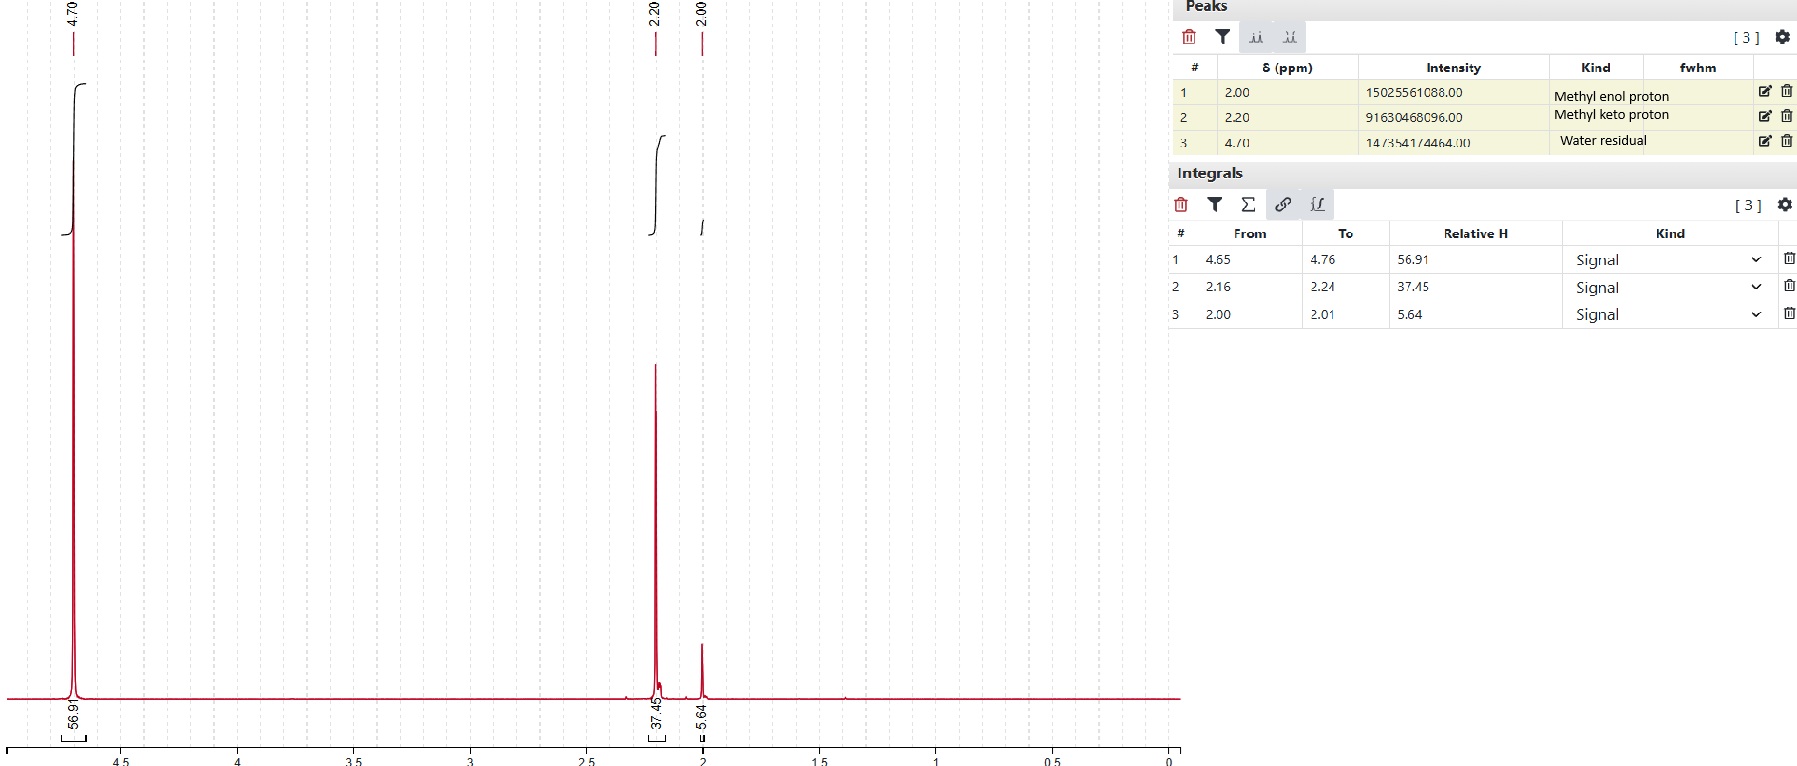 4.70
2.20
2.00
Peaks
[ 3 ]
# δ (ppm) Intensity Kind fwhm
1 2.00 15025561088.00 Methyl enol proton
2 2.20 91630468096.00 Methyl keto proton
3 4.70 147354174464.00 Water residual
Integrals
Σ [ 3 ]
# From To Relative H Kind
1 4.65 4.76 56.91 Signal
2 2.16 2.24 37.45 Signal
3 2.00 2.01 5.64 Signal
56.91
37.45
5.64
4.5 4 3.5 3 2.5 2 1.5 1 0.5 0